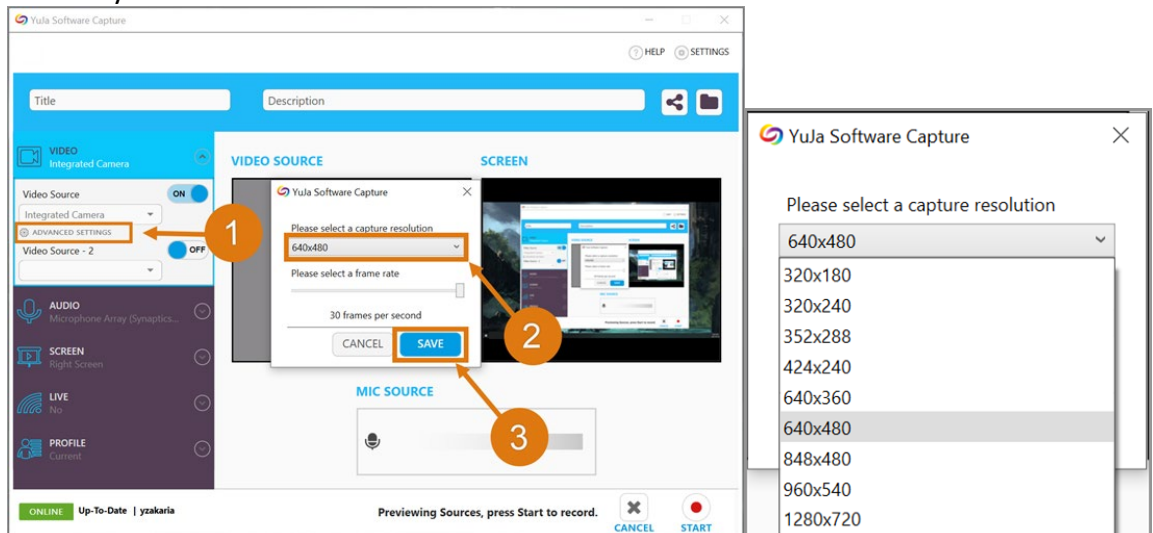 YuJa Software Capture
HELP
SETTINGS
Title
Description
VIDEO
Integrated Camera
Video Source
ON
Integrated Camera
ADVANCED SETTINGS
Video Source - 2
OFF
AUDIO
Microphone Array (Synaptics...
SCREEN
Right Screen
LIVE
No
PROFILE
Current
VIDEO SOURCE
SCREEN
YuJa Software Capture
Please select a capture resolution
640x480
Please select a frame rate
30 frames per second
CANCEL
SAVE
1
2
3
MIC SOURCE
ONLINE
Up-To-Date | yzakaria
Previewing Sources, press Start to record.
CANCEL
START
YuJa Software Capture
Please select a capture resolution
640x480
320x180
320x240
352x288
424x240
640x360
640x480
848x480
960x540
1280x720